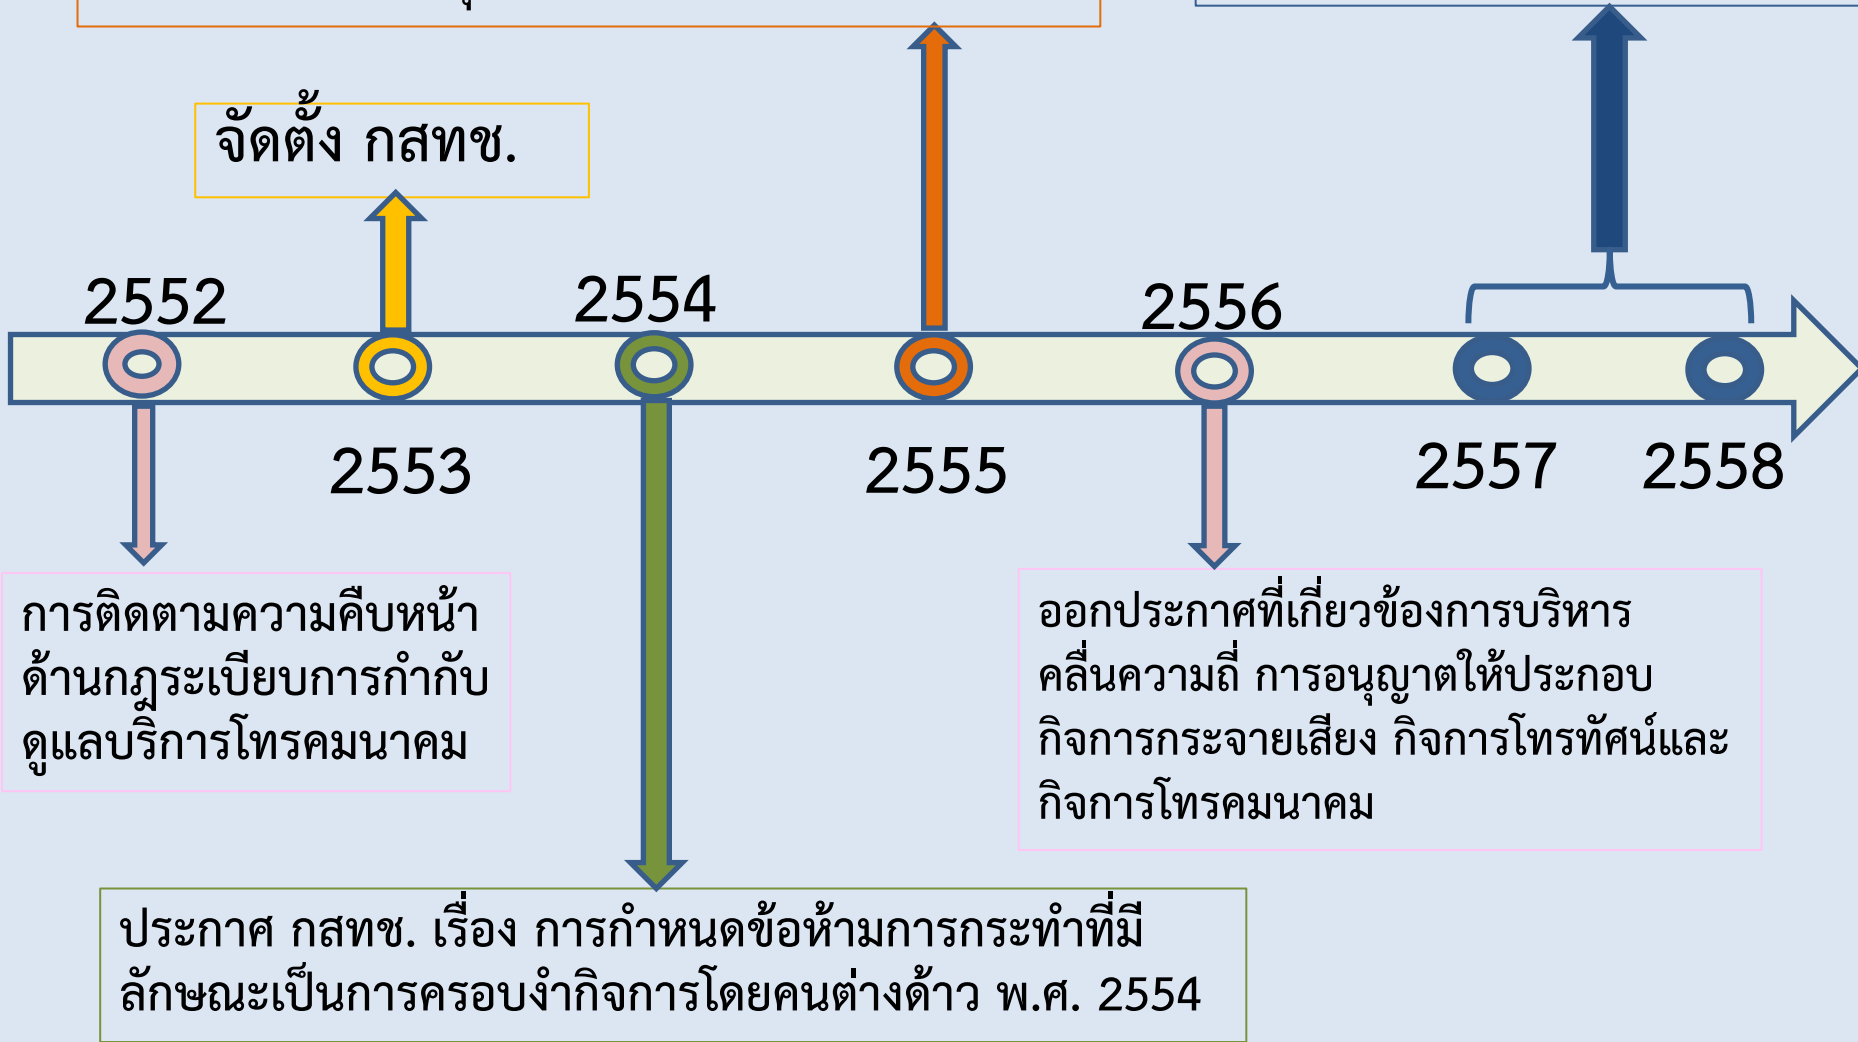 จัดตั้ง กสทช.
2552
2554
2556
2553
2555
2557
2558
การติดตามความคืบหน้า
ด้านกฎระเบียบการกำกับ
ดูแลบริการโทรคมนาคม
ออกประกาศที่เกี่ยวข้องการบริหาร
คลื่นความถี่ การอนุญาตให้ประกอบ
กิจการกระจายเสียง กิจการโทรทัศน์และ
กิจการโทรคมนาคม
ประกาศ กสทช. เรื่อง การกำหนดข้อห้ามการกระทำที่มี
ลักษณะเป็นการครอบงำกิจการโดยคนต่างด้าว พ.ศ. 2554